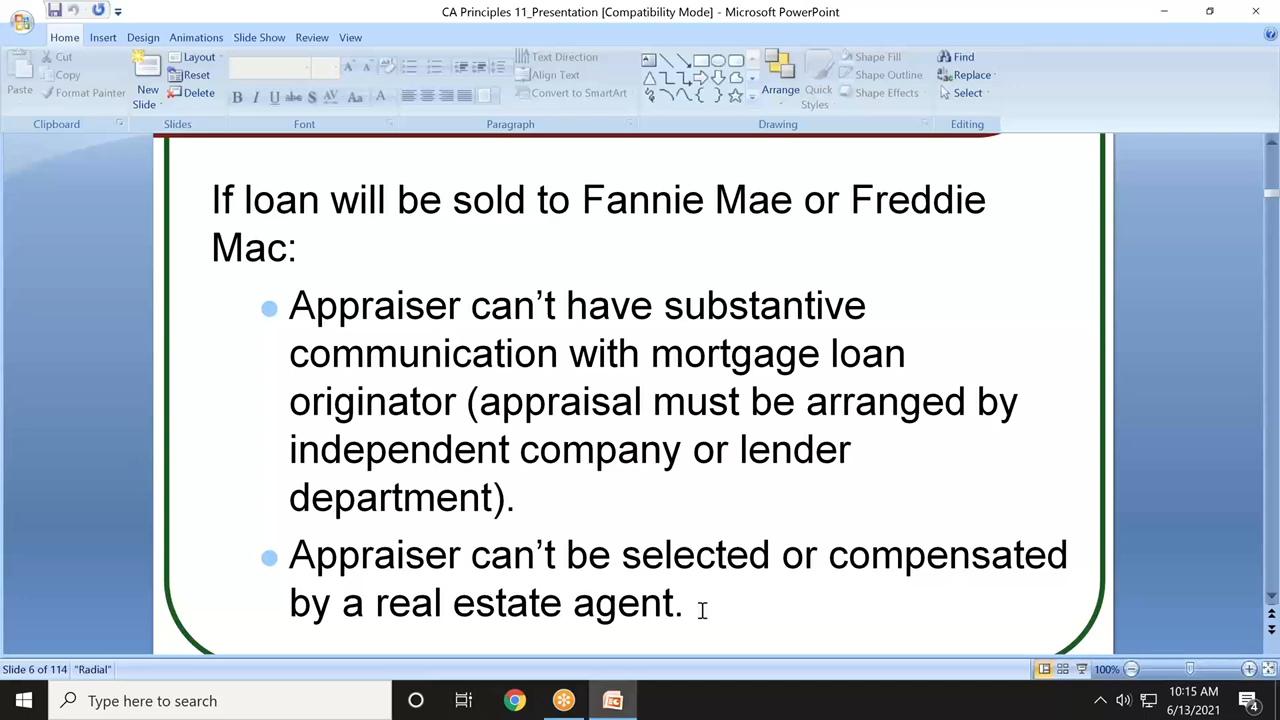 CA Principles 11_Presentation [Compatibility Mode] - Microsoft PowerPoint
Home Insert Design Animations Slide Show Review View
Paste
Cut
Copy
Format Painter
Clipboard
New Slide
Layout
Reset
Delete
Slides
Font
Text Direction
Align Text
Convert to SmartArt
Paragraph
Arrange
Quick Styles
Shape Fill
Shape Outline
Shape Effects
Drawing
Find
Replace
Select
Editing
If loan will be sold to Fannie Mae or Freddie
Mac:
Appraiser can’t have substantive
communication with mortgage loan
originator (appraisal must be arranged by
independent company or lender
department).
Appraiser can’t be selected or compensated
by a real estate agent.
Slide 6 of 114 "Radial" 100%
Type here to search
10:15 AM
6/13/2021
4